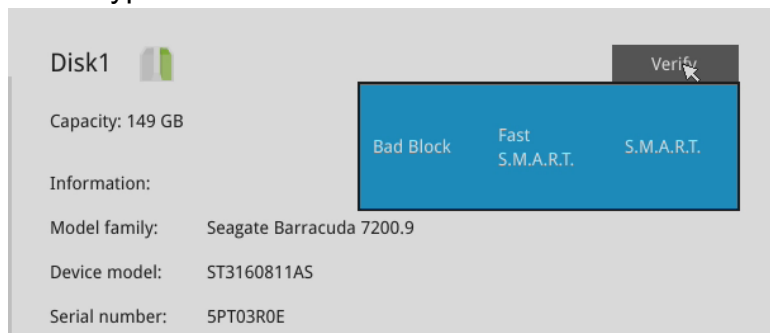 Disk1
Verify
Capacity: 149 GB
Bad Block
Fast
S.M.A.R.T.
S.M.A.R.T.
Information:
Model family: Seagate Barracuda 7200.9
Device model: ST3160811AS
Serial number: 5PT03R0E